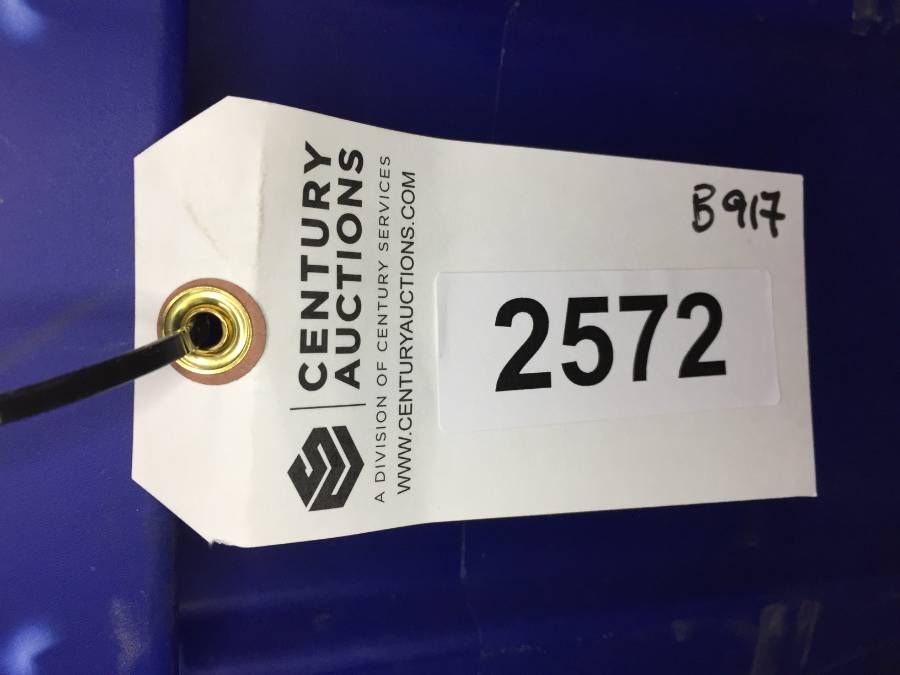 CENTURY
AUCTIONS
A DIVISION OF CENTURY SERVICES
WWW.CENTURYAUCTIONS.COM
B917
2572